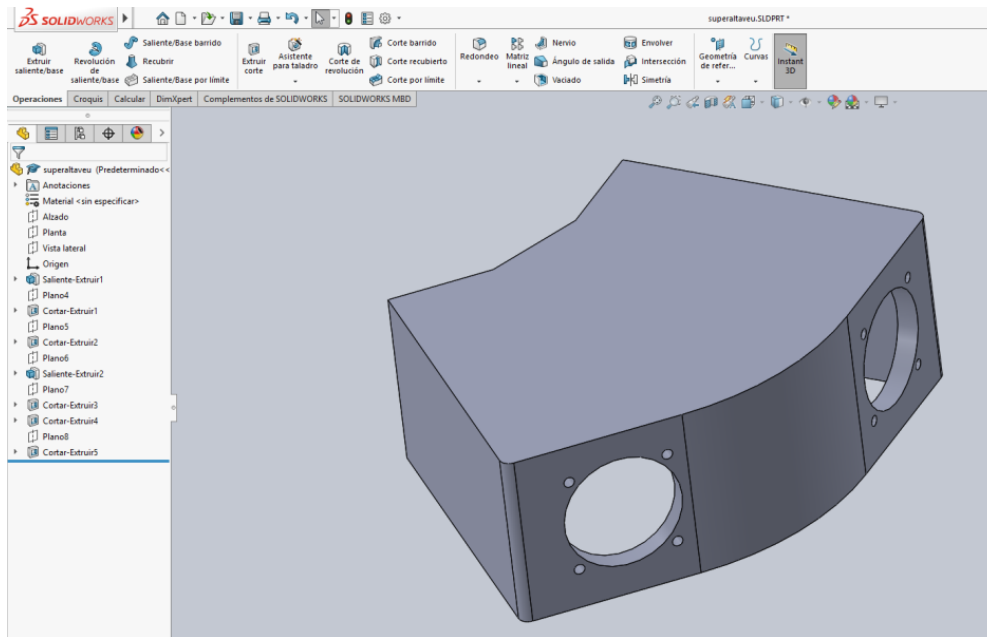 SOLIDWORKS
superaltaveu.SLDPRT *
Extruir saliente/base
Revolución de saliente/base
Saliente/Base barrido
Recubrir
Saliente/Base por límite
Extruir corte
Asistente para taladro
Corte de revolución
Corte barrido
Corte recubierto
Corte por límite
Redondeo
Matriz lineal
Nervio
Ángulo de salida
Vaciado
Envolver
Intersección
Simetría
Geometría de refer...
Curvas
Instant 3D
Operaciones
Croquis
Calcular
DimXpert
Complementos de SOLIDWORKS
SOLIDWORKS MBD
superaltaveu (Predeterminado<<
Anotaciones
Material <sin especificar>
Alzado
Planta
Vista lateral
Origen
Saliente-Extruir1
Plano4
Cortar-Extruir1
Plano5
Cortar-Extruir2
Plano6
Saliente-Extruir2
Plano7
Cortar-Extruir3
Cortar-Extruir4
Plano8
Cortar-Extruir5